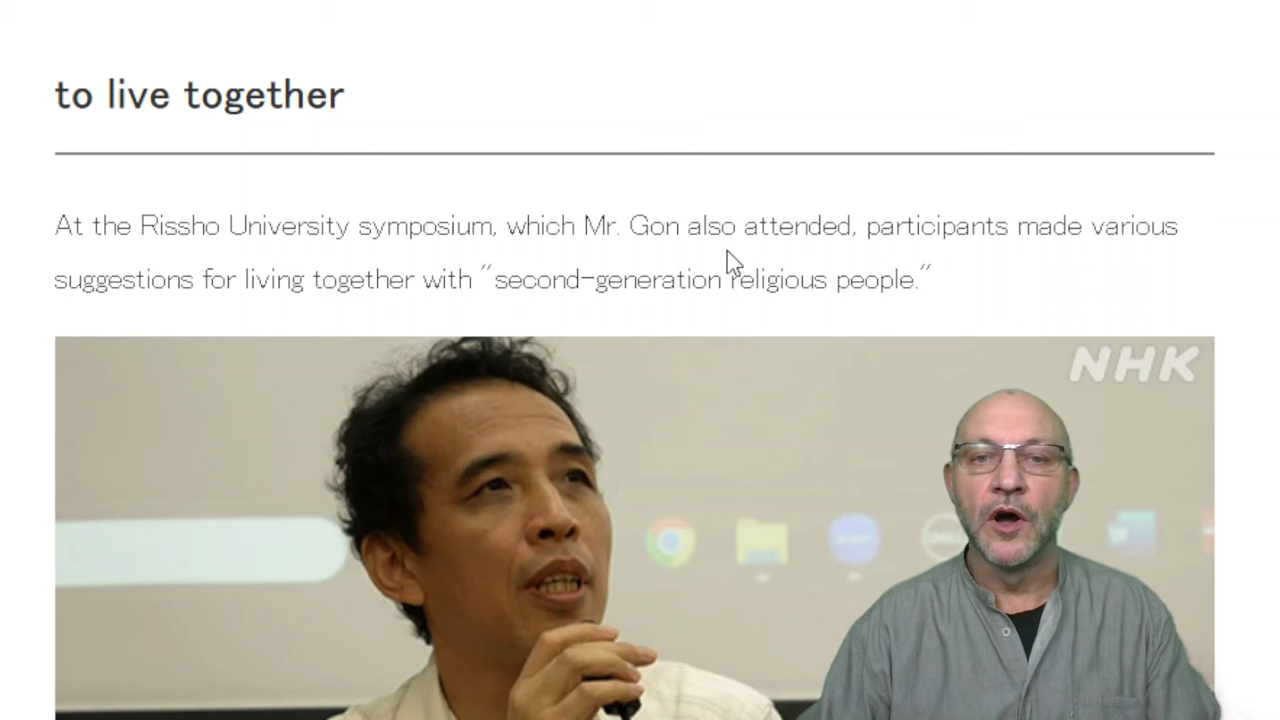 to live together
At the Rissho University symposium, which Mr. Gon also attended, participants made various
suggestions for living together with "second-generation religious people."
NHK